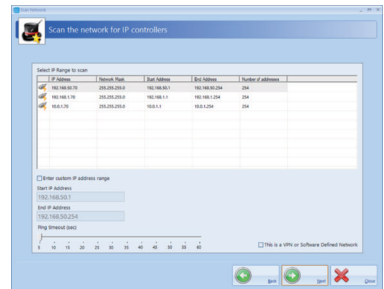 Scan Network
Scan the network for IP controllers
Select IP Range to scan
IP Address Network Mask Start Address End Address Number of addresses
192.168.50.70 255.255.255.0 192.168.50.1 192.168.50.254 254
192.168.1.70 255.255.255.0 192.168.1.1 192.168.1.254 254
10.0.1.70 255.255.255.0 10.0.1.1 10.0.1.254 254
Enter custom IP address range
Start IP Address
192.168.50.1
End IP Address
192.168.50.254
Ping timeout (sec)
5 10 15 20 25 30 35 40 45 50 55 60
This is a VPN or Software Defined Network
Back Next Close